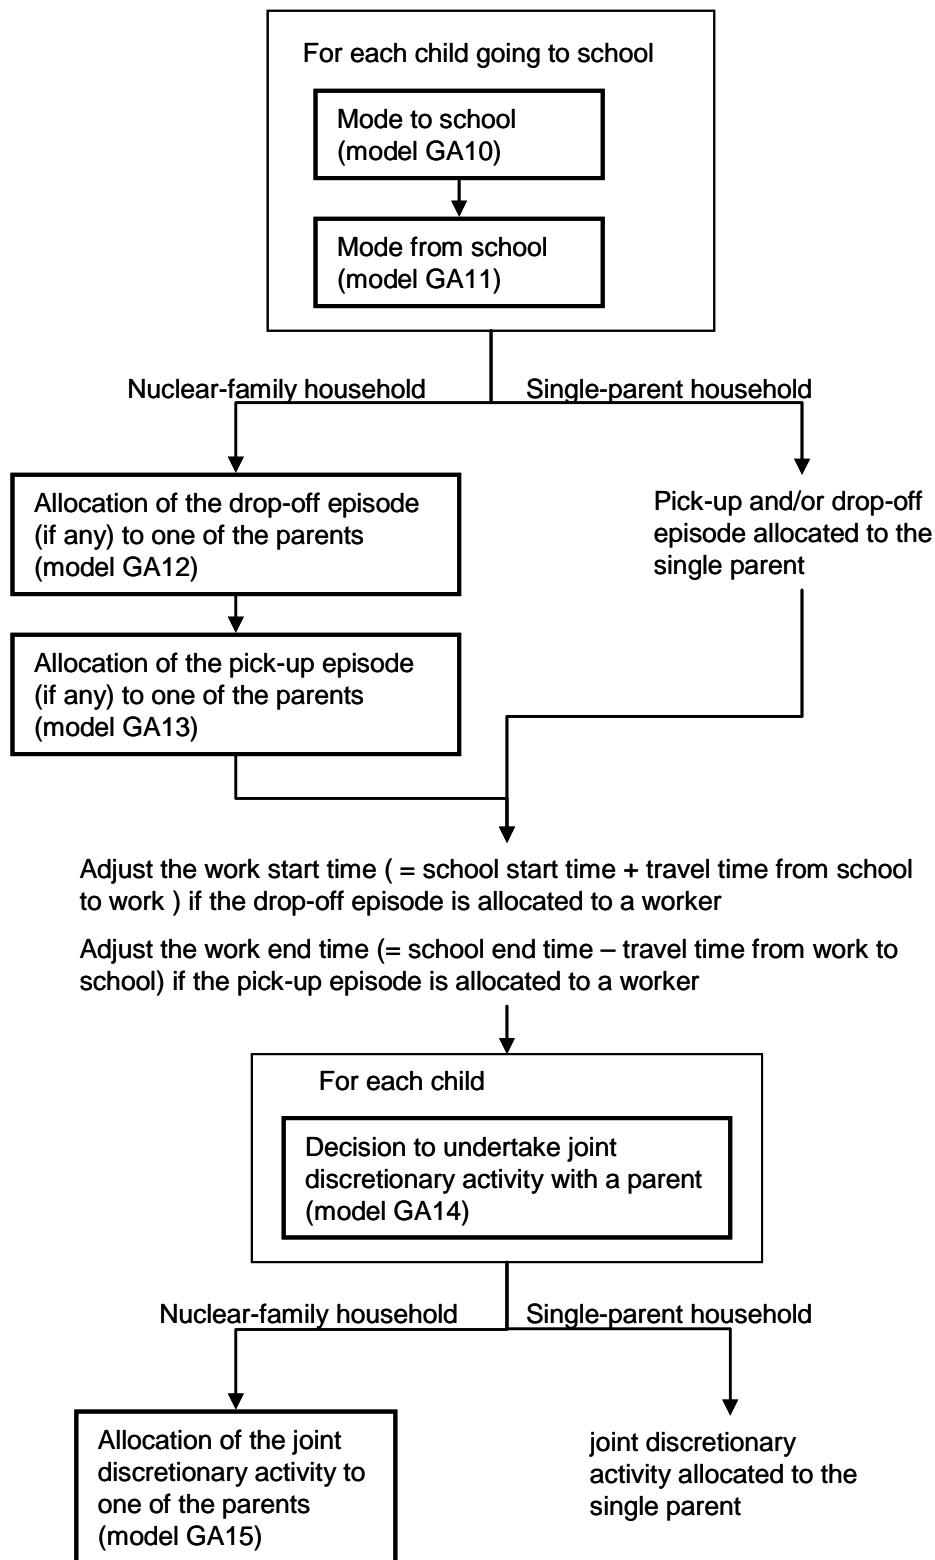 For each child going to school
Mode to school
(model GA10)
Mode from school
(model GA11)
Nuclear-family household
Single-parent household
Allocation of the drop-off episode
(if any) to one of the parents
(model GA12)
Pick-up and/or drop-off
episode allocated to the
single parent
Allocation of the pick-up episode
(if any) to one of the parents
(model GA13)
Adjust the work start time ( = school start time + travel time from school
to work ) if the drop-off episode is allocated to a worker
Adjust the work end time (= school end time – travel time from work to
school) if the pick-up episode is allocated to a worker
For each child
Decision to undertake joint
discretionary activity with a parent
(model GA14)
Nuclear-family household
Single-parent household
Allocation of the joint
discretionary activity to
one of the parents
(model GA15)
joint discretionary
activity allocated to the
single parent